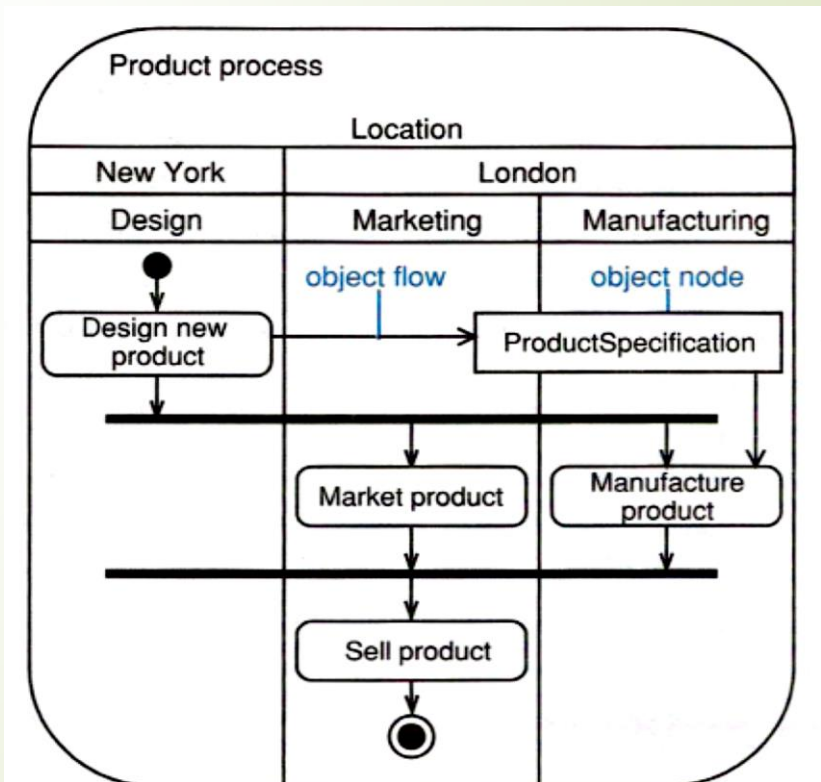 Product process
Location
New York
London
Design
Marketing
Manufacturing
object flow
object node
Design new
product
ProductSpecification
Market product
Manufacture
product
Sell product